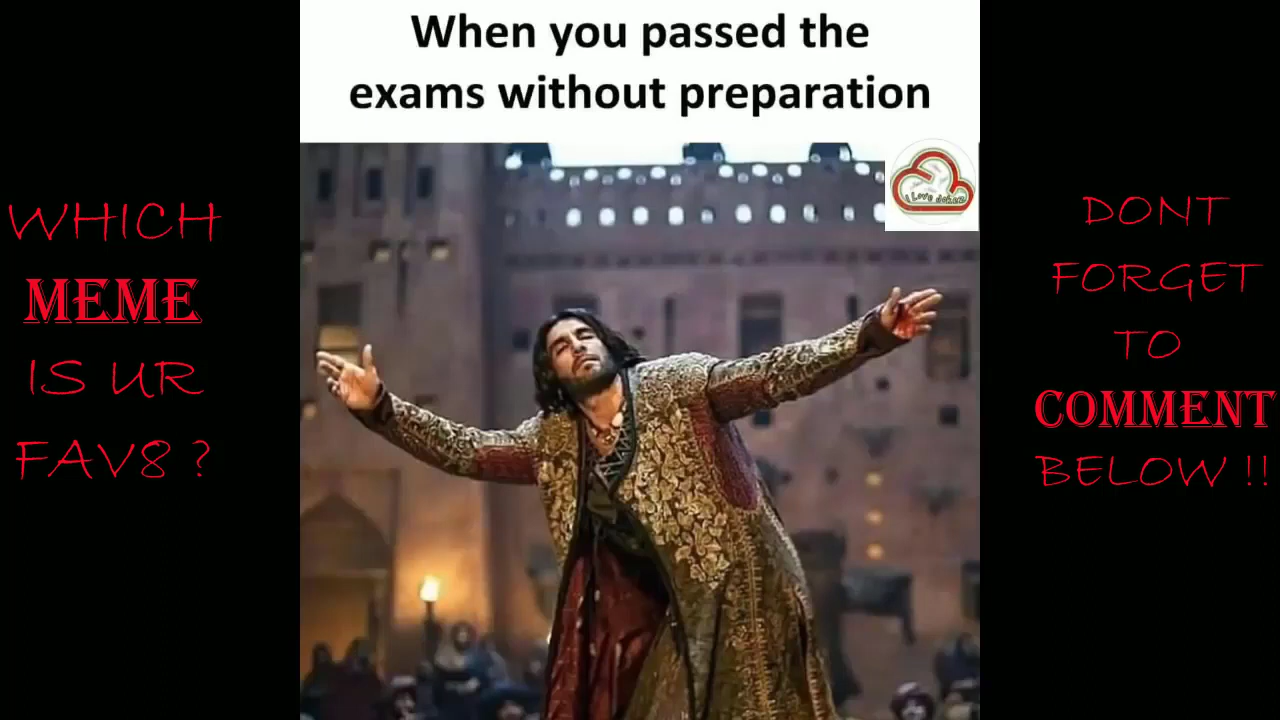 When you passed the
exams without preparation
WHICH
MEME
IS UR
FAV8 ?
DONT
FORGET
TO
COMMENT
BELOW !!